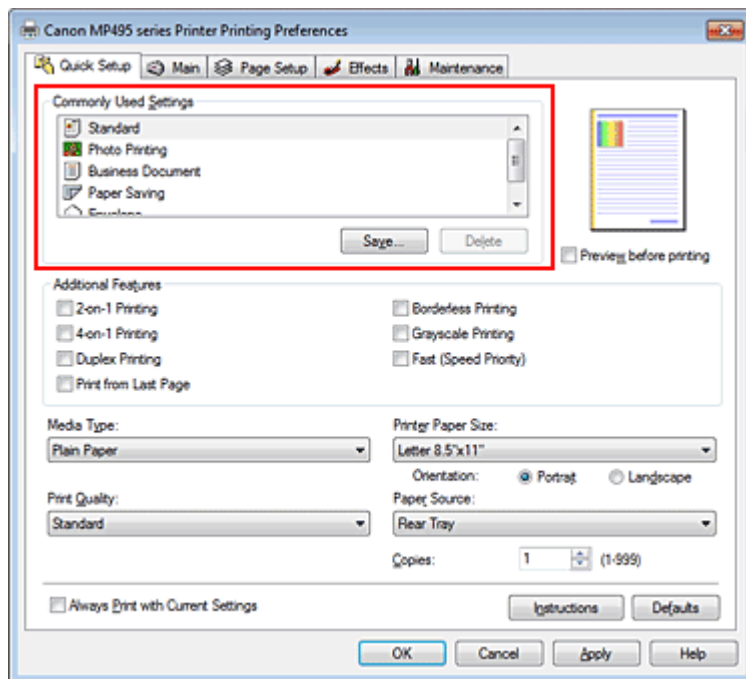 Canon MP495 series Printer Printing Preferences
Quick Setup Main Page Setup Effects Maintenance
Commonly Used Settings
Standard
Photo Printing
Business Document
Paper Saving
Envelope
Save... Delete
Preview before printing
Additional Features
2-on-1 Printing Borderless Printing
4-on-1 Printing Grayscale Printing
Duplex Printing Fast (Speed Priority)
Print from Last Page
Media Type: Printer Paper Size:
Plain Paper Letter 8.5"x11"
Orientation: Portrait Landscape
Print Quality: Paper Source:
Standard Rear Tray
Copies: 1 (1-999)
Always Print with Current Settings Instructions Defaults
OK Cancel Apply Help